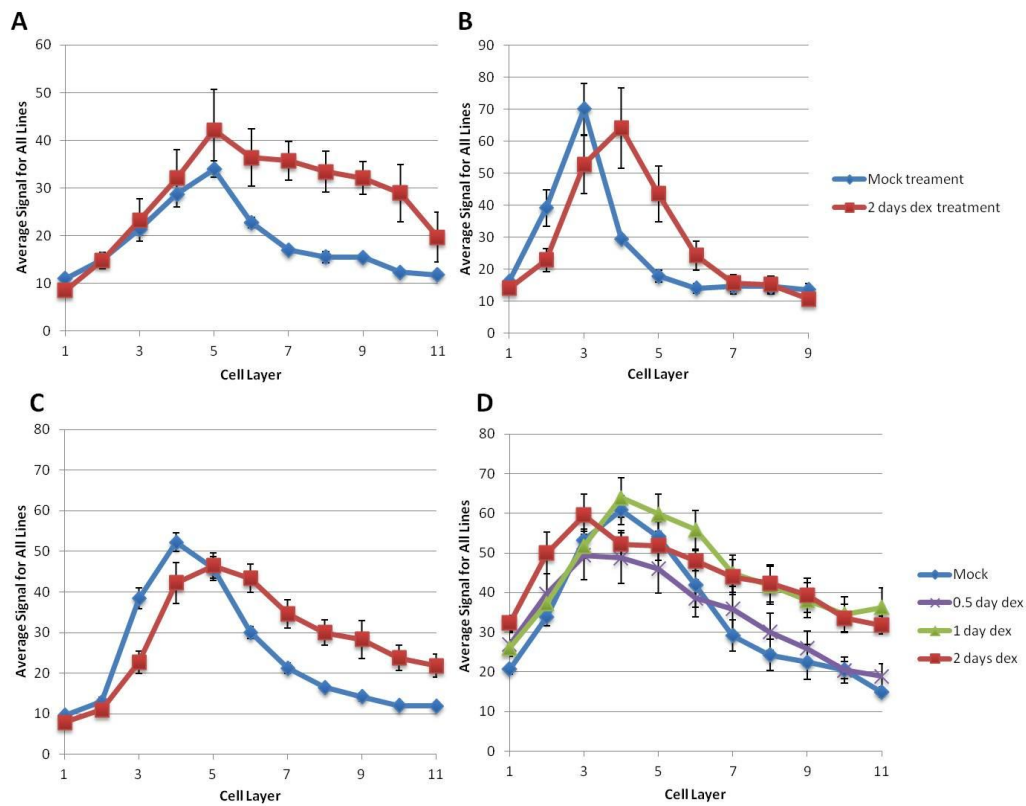 A
Average Signal for All Lines
60
50
40
30
20
10
0
1 3 5 7 9 11
Cell Layer
B
Average Signal for All Lines
90
80
70
60
50
40
30
20
10
0
1 3 5 7 9
Cell Layer
Mock treament
2 days dex treatment
C
Average Signal for All Lines
80
70
60
50
40
30
20
10
0
1 3 5 7 9 11
Cell Layer
D
Average Signal for All Lines
80
70
60
50
40
30
20
10
0
1 3 5 7 9 11
Cell Layer
Mock
0.5 day dex
1 day dex
2 days dex